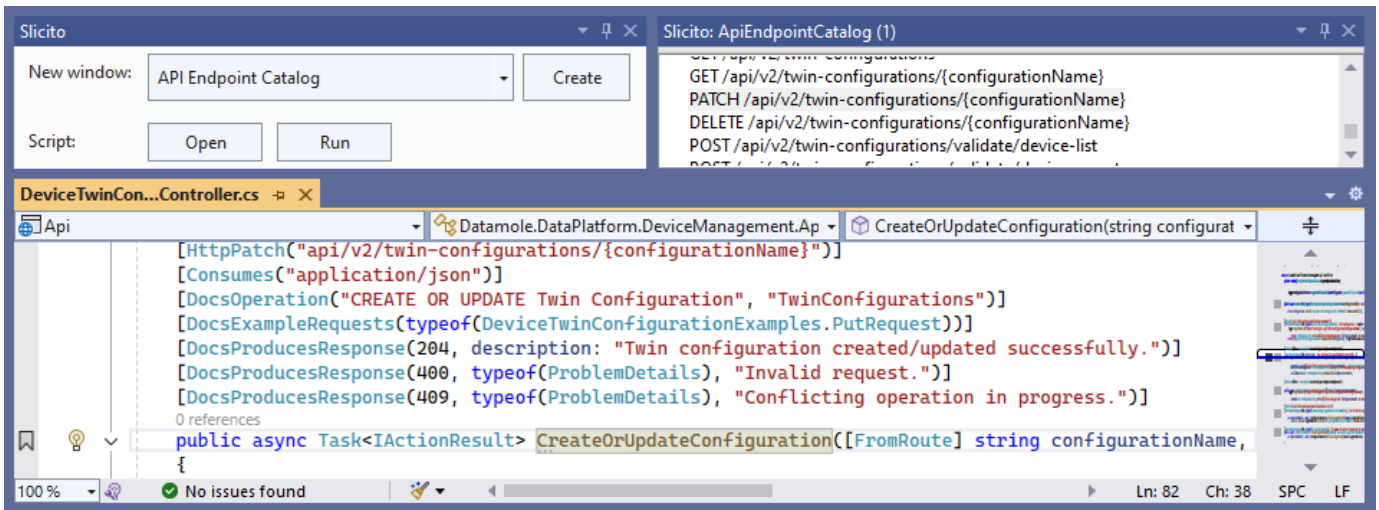 Slicito
Slicito: ApiEndpointCatalog (1)
New window:
API Endpoint Catalog
Create
Script:
Open
Run
GET /api/v2/twin-configurations
GET /api/v2/twin-configurations/{configurationName}
PATCH /api/v2/twin-configurations/{configurationName}
DELETE /api/v2/twin-configurations/{configurationName}
POST /api/v2/twin-configurations/validate/device-list
DeviceTwinCon...Controller.cs
Api
Datamole.DataPlatform.DeviceManagement.Ap
CreateOrUpdateConfiguration(string configurat
[HttpPatch("api/v2/twin-configurations/{configurationName}")]
[Consumes("application/json")]
[DocsOperation("CREATE OR UPDATE Twin Configuration", "TwinConfigurations")]
[DocsExampleRequests(typeof(DeviceTwinConfigurationExamples.PutRequest))]
[DocsProducesResponse(204, description: "Twin configuration created/updated successfully.")]
[DocsProducesResponse(400, typeof(ProblemDetails), "Invalid request.")]
[DocsProducesResponse(409, typeof(ProblemDetails), "Conflicting operation in progress.")]
0 references
public async Task<IActionResult> CreateOrUpdateConfiguration([FromRoute] string configurationName,
{
100 %
No issues found
Ln: 82
Ch: 38
SPC
LF